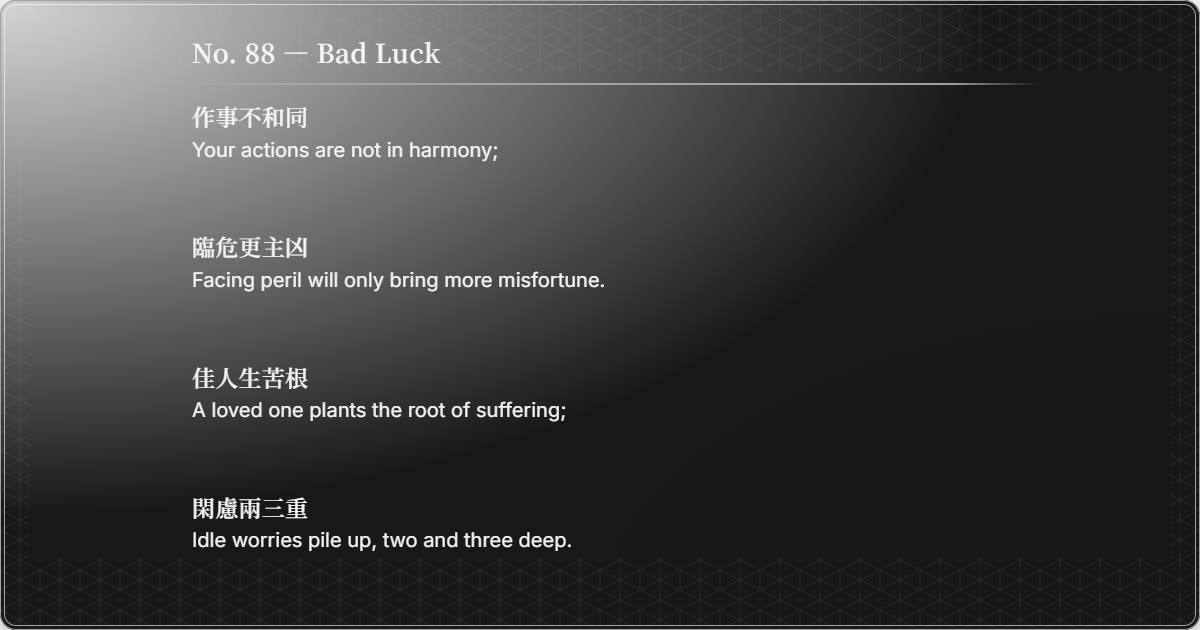 No. 88 — Bad Luck
作事不和同
Your actions are not in harmony;
臨危更主凶
Facing peril will only bring more misfortune.
佳人生苦根
A loved one plants the root of suffering;
閑慮兩三重
Idle worries pile up, two and three deep.